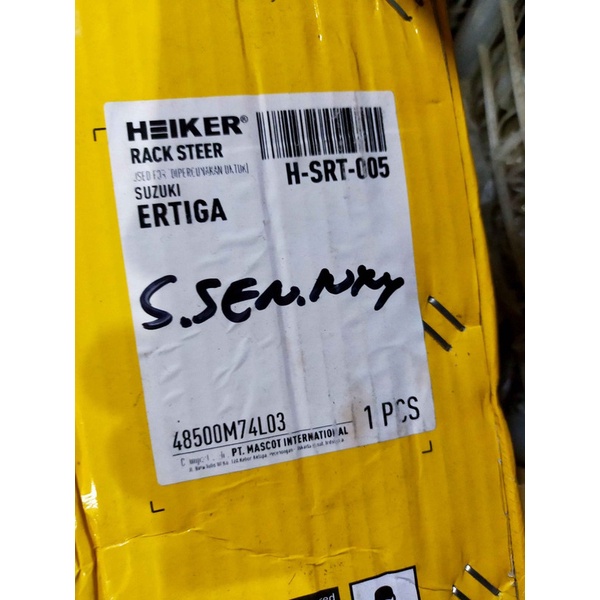 HEIKER®
RACK STEER
H-SRT-005
(USED FOR / DIPERGUNAKAN UNTUK)
SUZUKI
ERTIGA
S.SEN.NKY
48500M74L03
1 PCS
PT. MASCOT INTERNATIONAL